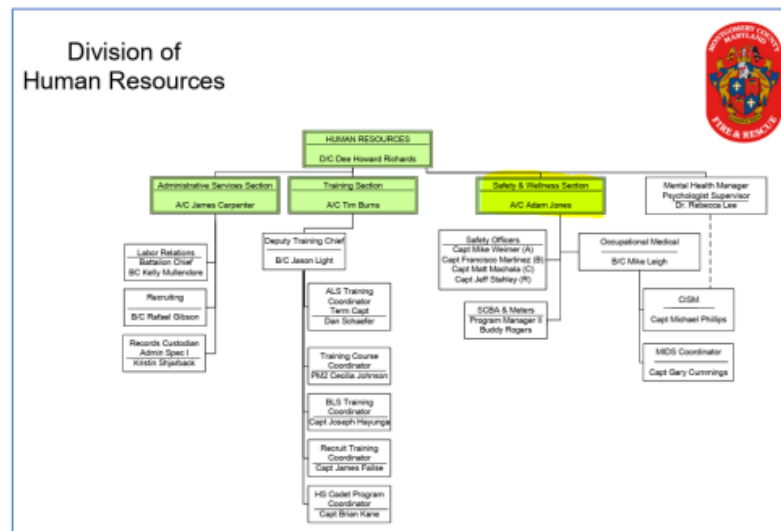 Division of
Human Resources
MONTGOMERY COUNTY
MARYLAND
FIRE & RESCUE
HUMAN RESOURCES
D/C Dee Howard Richards
Administrative Services Section
A/C James Carpenter
Training Section
A/C Tim Burns
Safety & Wellness Section
A/C Adam Jones
Mental Health Manager
Psychologist Supervisor
Dr. Rebecca Lee
Labor Relations
Battalion Chief
BC Kelly Mullendore
Recruiting
B/C Rafael Gibson
Records Custodian
Admin Spec I
Kristin Shjarback
Deputy Training Chief
B/C Jason Light
ALS Training
Coordinator
Term Capt
Dan Schaefer
Training Course
Coordinator
PM2 Cecilia Johnson
BLS Training
Coordinator
Capt Joseph Hayunga
Recruit Training
Coordinator
Capt James Failse
HS Cadet Program
Coordinator
Capt Brian Kane
Safety Officers
Capt Mike Weirner (A)
Capt Francisco Martinez (B)
Capt Matt Machala (C)
Capt Jeff Stahley (R)
SCBA & Meters
Program Manager II
Buddy Rogers
Occupational Medical
B/C Mike Leigh
CISM
Capt Michael Phillips
MIDS Coordinator
Capt Gary Cummings